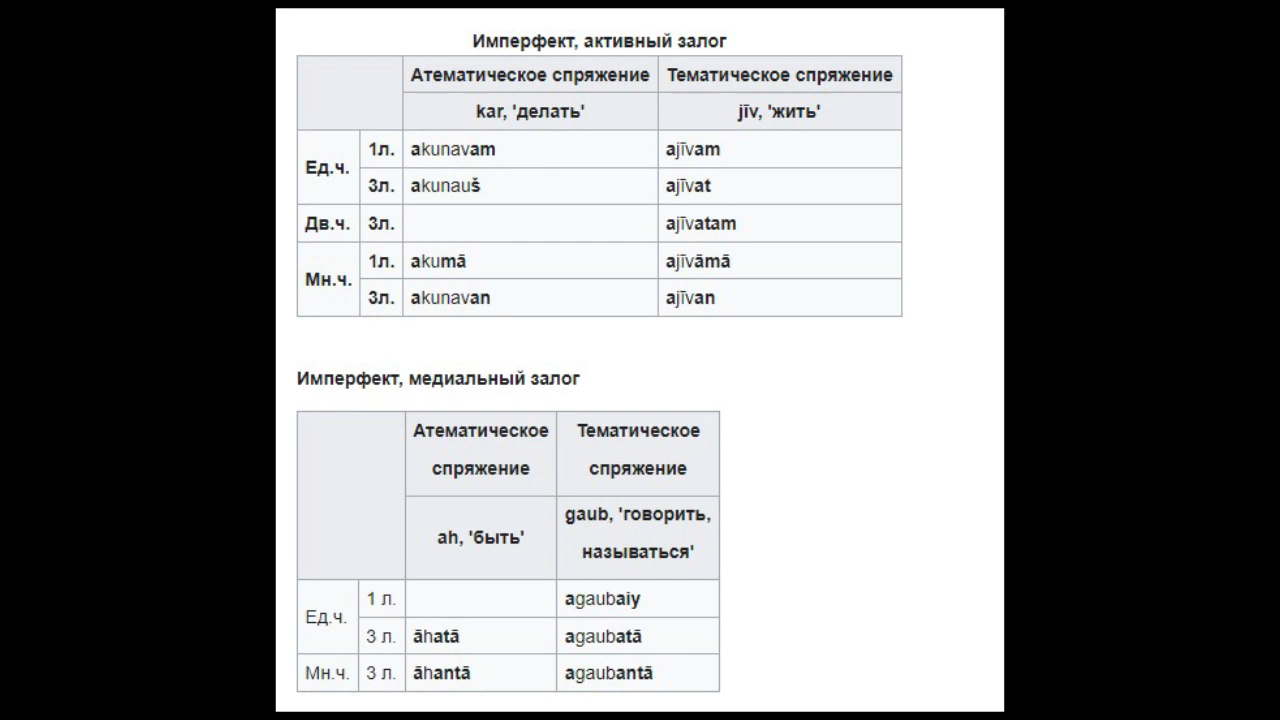 Имперфект, активный залог
Атематическое спряжение Тематическое спряжение
kar, 'делать' jīv, 'жить'
Ед.ч. 1л. akunavam ajīvam
3л. akunauš ajīvat
Дв.ч. 3л. ajīvatam
Мн.ч. 1л. akumā ajīvāmā
3л. akunavan ajīvan
Имперфект, медиальный залог
Атематическое Тематическое
спряжение спряжение
ah, 'быть' gaub, 'говорить,
называться'
Ед.ч. 1 л. agaubaiy
3 л. āhatā agaubatā
Мн.ч. 3 л. āhantā agaubantā